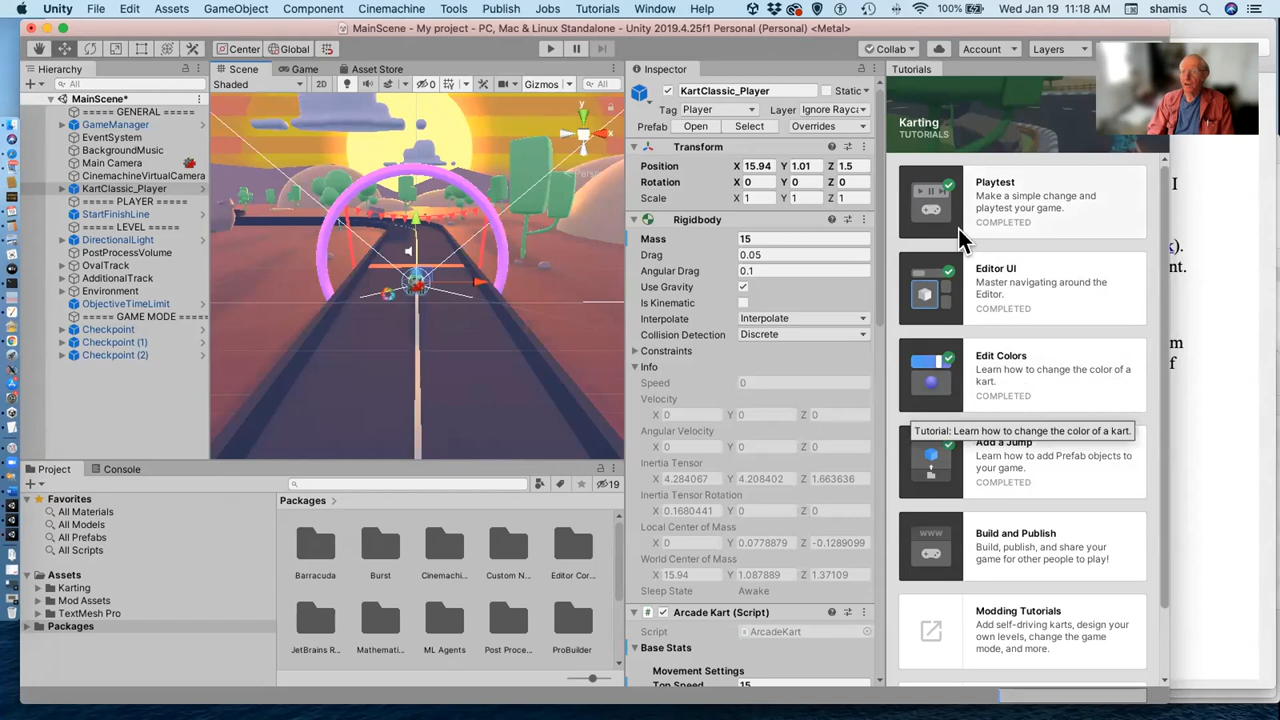 Unity File Edit Assets GameObject Component Cinemachine Tools Publish Jobs Tutorials Window Help 100% Wed Jan 19 11:18 AM shamis
MainScene - My project - PC, Mac & Linux Standalone - Unity 2019.4.25f1 Personal (Personal) <Metal>
Center Global Collab Account Layers
Hierarchy
All
MainScene*
===== GENERAL =====
GameManager
EventSystem
BackgroundMusic
Main Camera
CinemachineVirtualCamera
KartClassic_Player
===== PLAYER =====
StartFinishLine
===== LEVEL =====
DirectionalLight
PostProcessVolume
OvalTrack
AdditionalTrack
Environment
ObjectiveTimeLimit
===== GAME MODE =====
Checkpoint
Checkpoint (1)
Checkpoint (2)
Scene Game Asset Store
Shaded 2D 0 Gizmos All
y
x
Inspector
KartClassic_Player Static
Tag Player Layer Ignore Rayc
Prefab Open Select Overrides
Transform
Position X 15.94 Y 1.01 Z 1.5
Rotation X 0 Y 0 Z 0
Scale X 1 Y 1 Z 1
Rigidbody
Mass 15
Drag 0.05
Angular Drag 0.1
Use Gravity
Is Kinematic
Interpolate Interpolate
Collision Detection Discrete
Constraints
Info
Speed 0
Velocity
X 0 Y 0 Z 0
Angular Velocity
X 0 Y 0 Z 0
Inertia Tensor
X 4.284067 Y 4.208402 Z 1.663636
Inertia Tensor Rotation
X 0.1680441 Y 0 Z 0
Local Center of Mass
X 0 Y 0.0778879 Z -0.1289099
World Center of Mass
X 15.94 Y 1.087889 Z 1.37109
Sleep State Awake
Arcade Kart (Script)
Script ArcadeKart
Base Stats
Movement Settings
Top Speed 15
Tutorials
Karting
TUTORIALS
Playtest
Make a simple change and
playtest your game.
COMPLETED
Editor UI
Master navigating around the
Editor.
COMPLETED
Edit Colors
Learn how to change the color of a
kart.
COMPLETED
Tutorial: Learn how to change the color of a kart.
Add a Jump
Learn how to add Prefab objects to
your game.
COMPLETED
WWW
Build and Publish
Build, publish, and share your
game for other people to play!
Modding Tutorials
Add self-driving karts, design your
own levels, change the game
mode, and more.
Project Console
19
Favorites
All Materials
All Models
All Prefabs
All Scripts
Assets
Karting
Mod Assets
TextMesh Pro
Packages
Packages
Barracuda Burst Cinemachi... Custom N... Editor Cor...
JetBrains R... Mathemati... ML Agents Post Proce... ProBuilder
I
).
nt.
m
f